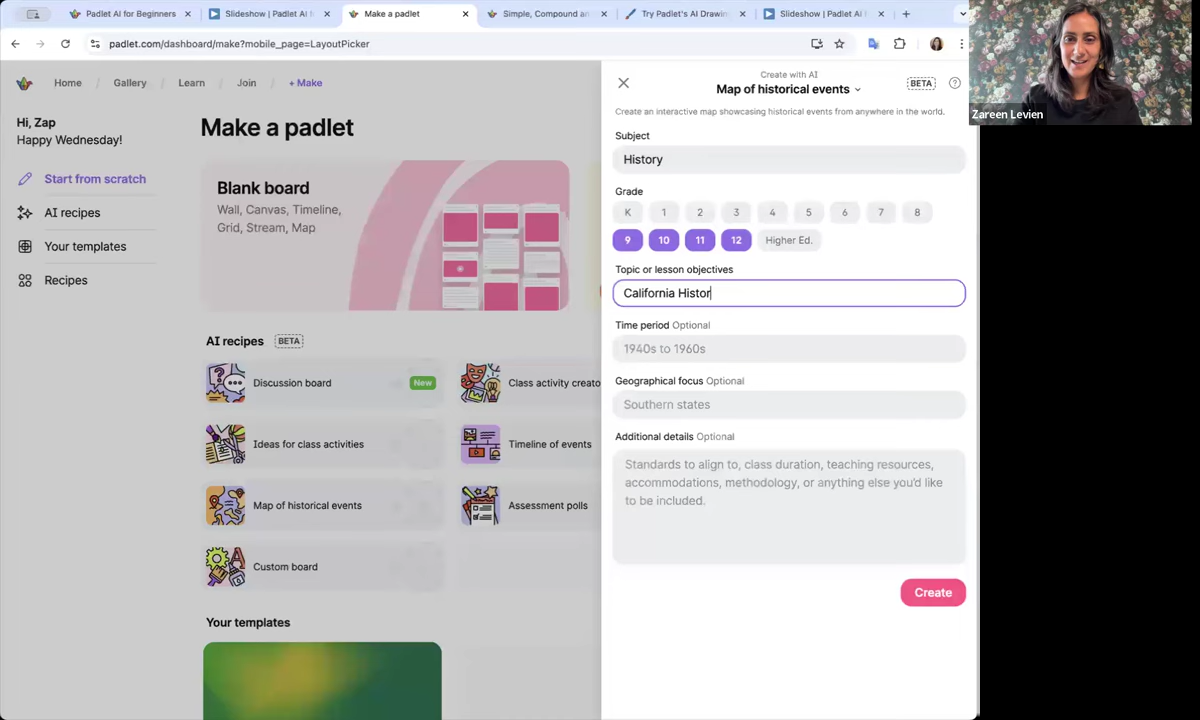 Padlet AI for Beginners
Slideshow | Padlet AI f
Make a padlet
Simple, Compound an
Try Padlet's AI Drawin
Slideshow | Padlet AI
padlet.com/dashboard/make?mobile_page=LayoutPicker
Home / Gallery / Learn / Join / + Make
Hi, Zap
Happy Wednesday!
Start from scratch
AI recipes
Your templates
Recipes
Make a padlet
Blank board
Wall, Canvas, Timeline,
Grid, Stream, Map
AI recipes BETA
Discussion board New
Class activity creato
Ideas for class activities
Timeline of events
Map of historical events
Assessment polls
Custom board
Your templates
Create with AI
Map of historical events
BETA
?
Create an interactive map showcasing historical events from anywhere in the world.
Subject
History
Grade
K 1 2 3 4 5 6 7 8
9 10 11 12 Higher Ed.
Topic or lesson objectives
California Histor
Time period Optional
1940s to 1960s
Geographical focus Optional
Southern states
Additional details Optional
Standards to align to, class duration, teaching resources,
accommodations, methodology, or anything else you'd like
to be included.
Create
Zareen Levien